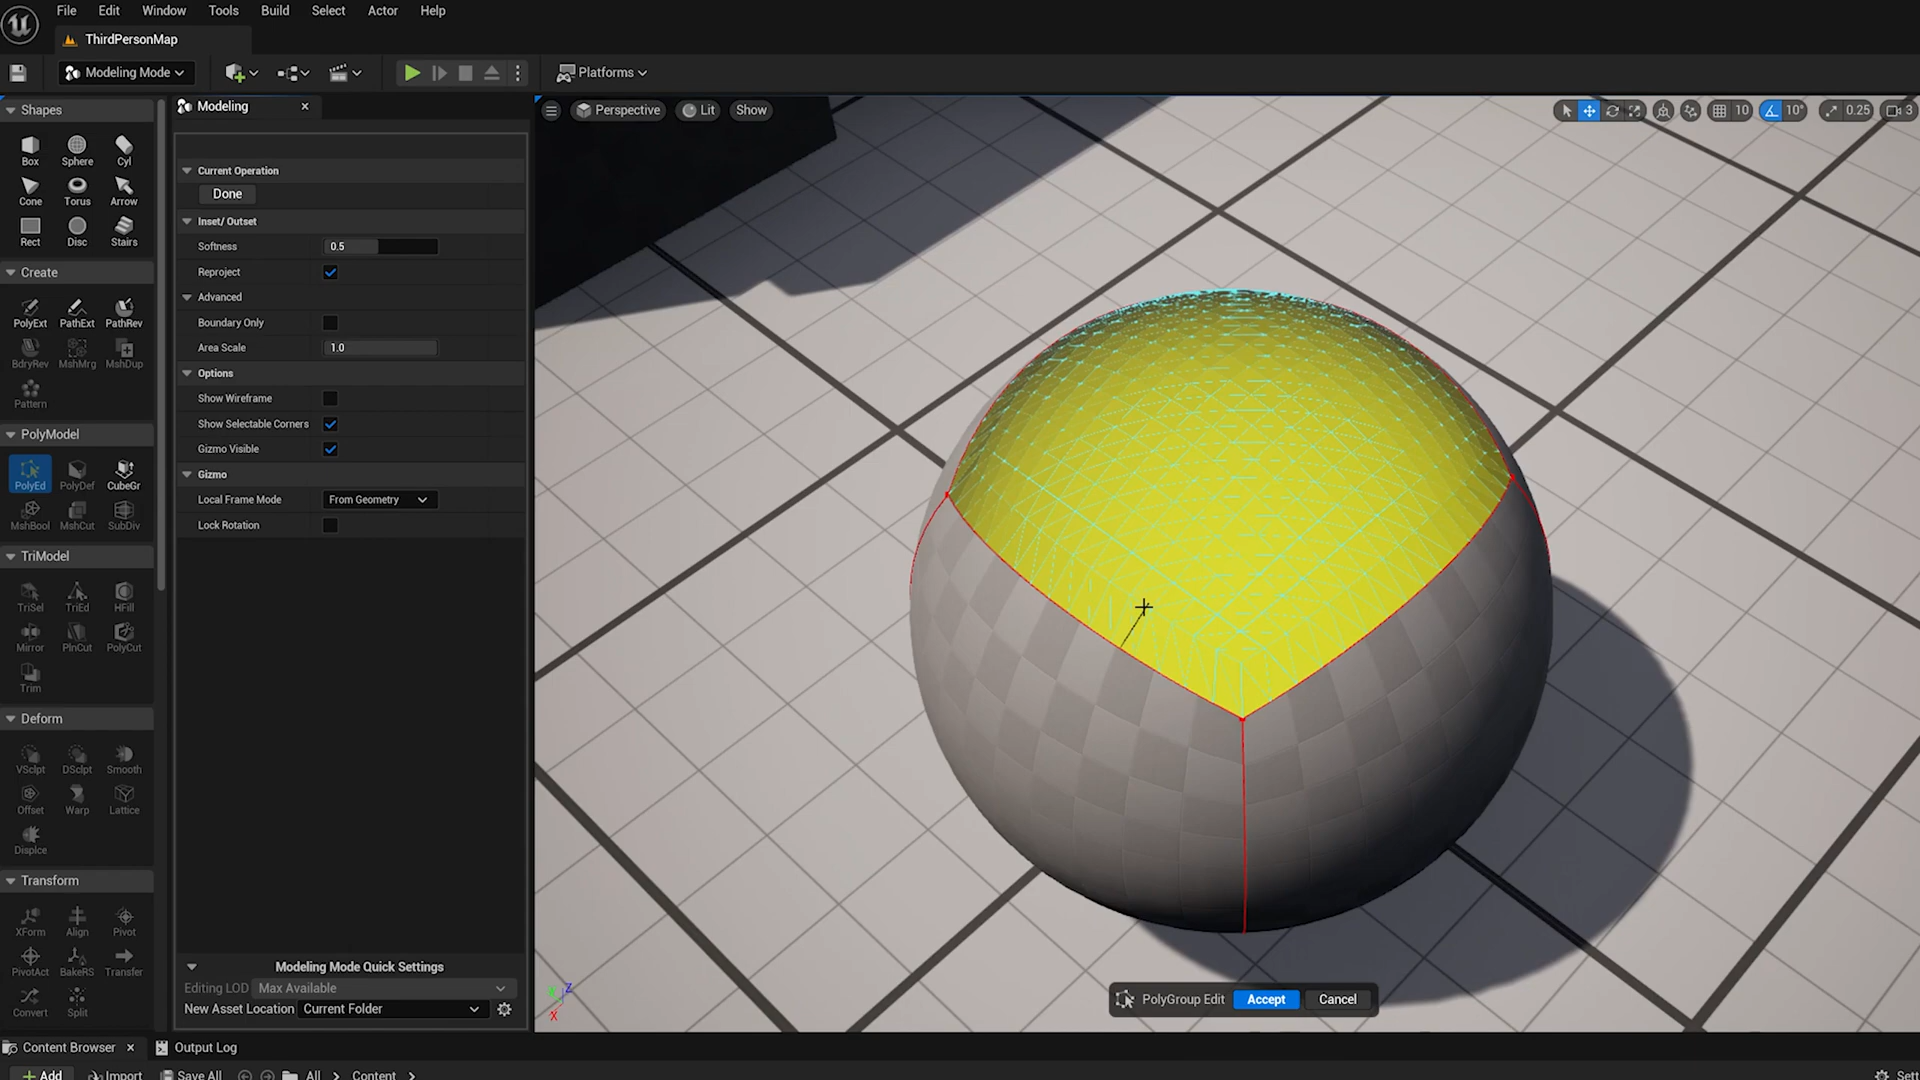 File Edit Window Tools Build Select Actor Help
ThirdPersonMap
Modeling Mode Platforms
Shapes
Box Sphere Cyl
Cone Torus Arrow
Rect Disc Stairs
Create
PolyExt PathExt PathRev
BdryRev MshMrg MshDup
Pattern
PolyModel
PolyEd PolyDef CubeGr
MshBool MshCut SubDiv
TriModel
TriSel TriEd HFill
Mirror PlnCut PolyCut
Trim
Deform
VSclpt DSclpt Smooth
Offset Warp Lattice
Displce
Transform
XForm Align Pivot
PivotAct BakeRS Transfer
Convert Split
Modeling
Current Operation
Done
Inset/ Outset
Softness 0.5
Reproject
Advanced
Boundary Only
Area Scale 1.0
Options
Show Wireframe
Show Selectable Corners
Gizmo Visible
Gizmo
Local Frame Mode From Geometry
Lock Rotation
Modeling Mode Quick Settings
Editing LOD Max Available
New Asset Location Current Folder
Perspective Lit Show
10 10° 0.25 3
Z
X
PolyGroup Edit Accept Cancel
Content Browser Output Log
Add Import Save All All Content